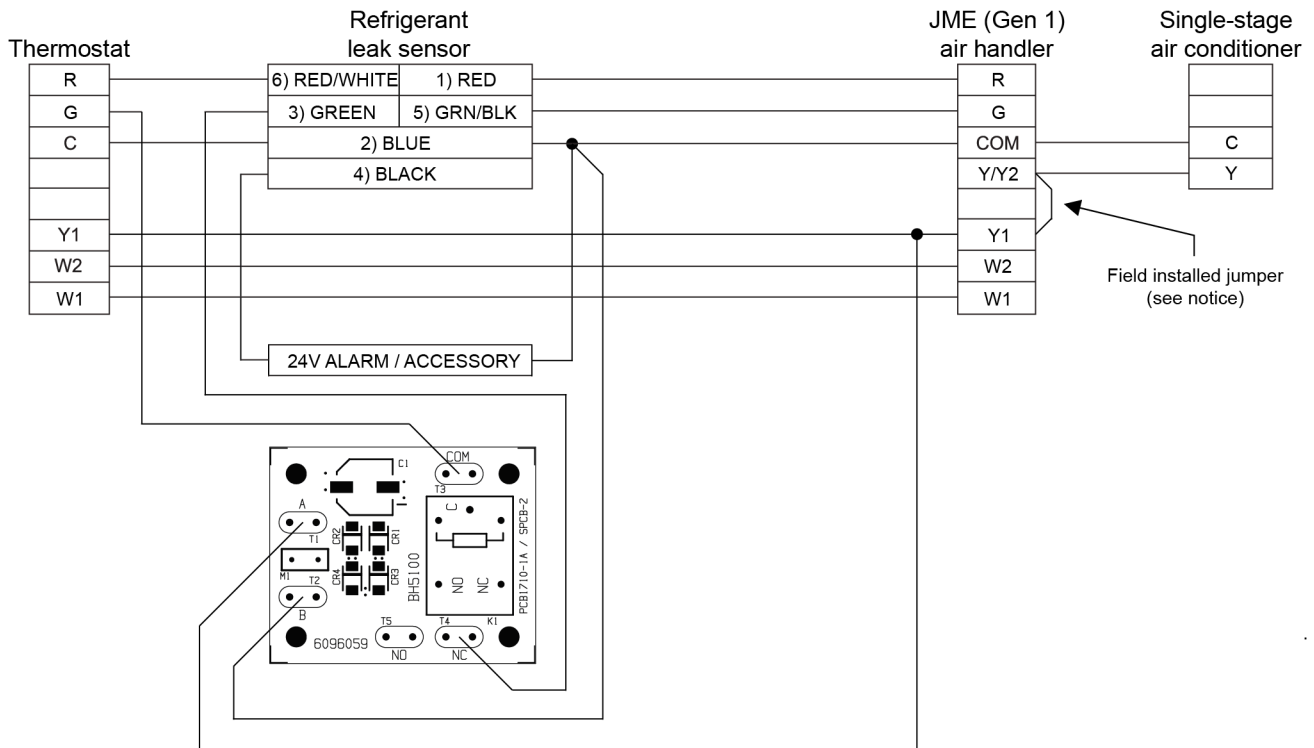 Refrigerant
leak sensor
JME (Gen 1)
air handler
Single-stage
air conditioner
Thermostat
R
G
C
Y1
W2
W1
6) RED/WHITE
1) RED
3) GREEN
5) GRN/BLK
2) BLUE
4) BLACK
24V ALARM / ACCESSORY
R
G
COM
Y/Y2
Y1
W2
W1
C
Y
Field installed jumper
(see notice)
COM
C1
T3
A
T1
CR2
CR1
M1
T2
CR4
CR3
B
BH5100
C
NO
NC
PCB1710-1A / SPCB-2
T5
T4
K1
6096059
NO
NC